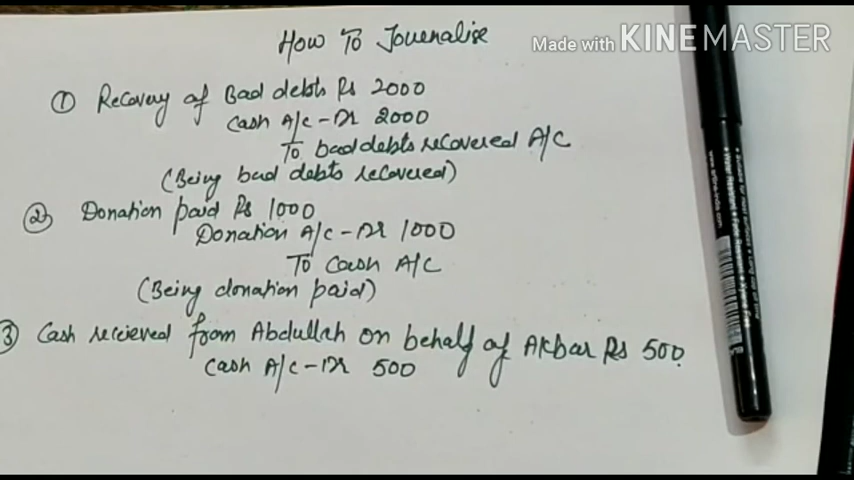 How To Journalise
Made with KINEMASTER
① Recovery of Bad debts Rs 2000
Cash A/c - Dr 2000
To bad debts recovered A/C
(Being bad debts recovered)
② Donation paid Rs 1000
Donation A/c - Dr 1000
To Cash A/C
(Being donation paid)
③ Cash recieved from Abdullah on behalf of Akbar Rs 500.
Cash A/c - Dr 500